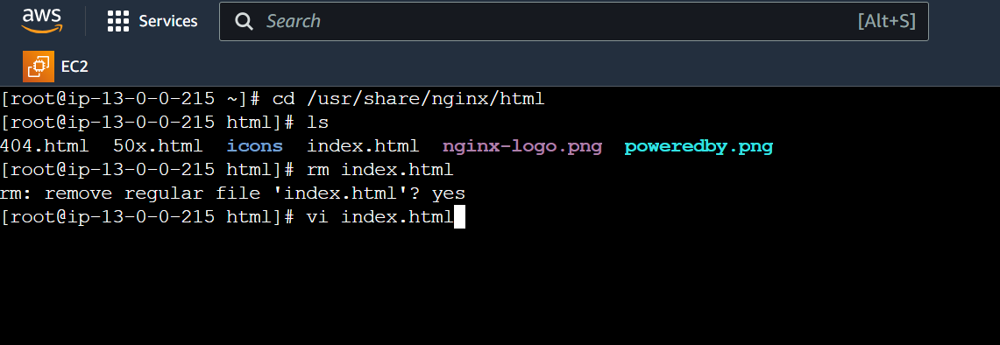 aws
Services
Search
[Alt+S]
EC2
[root@ip-13-0-0-215 ~]# cd /usr/share/nginx/html
[root@ip-13-0-0-215 html]# ls
404.html  50x.html  icons  index.html  nginx-logo.png  poweredby.png
[root@ip-13-0-0-215 html]# rm index.html
rm: remove regular file 'index.html'? yes
[root@ip-13-0-0-215 html]# vi index.html